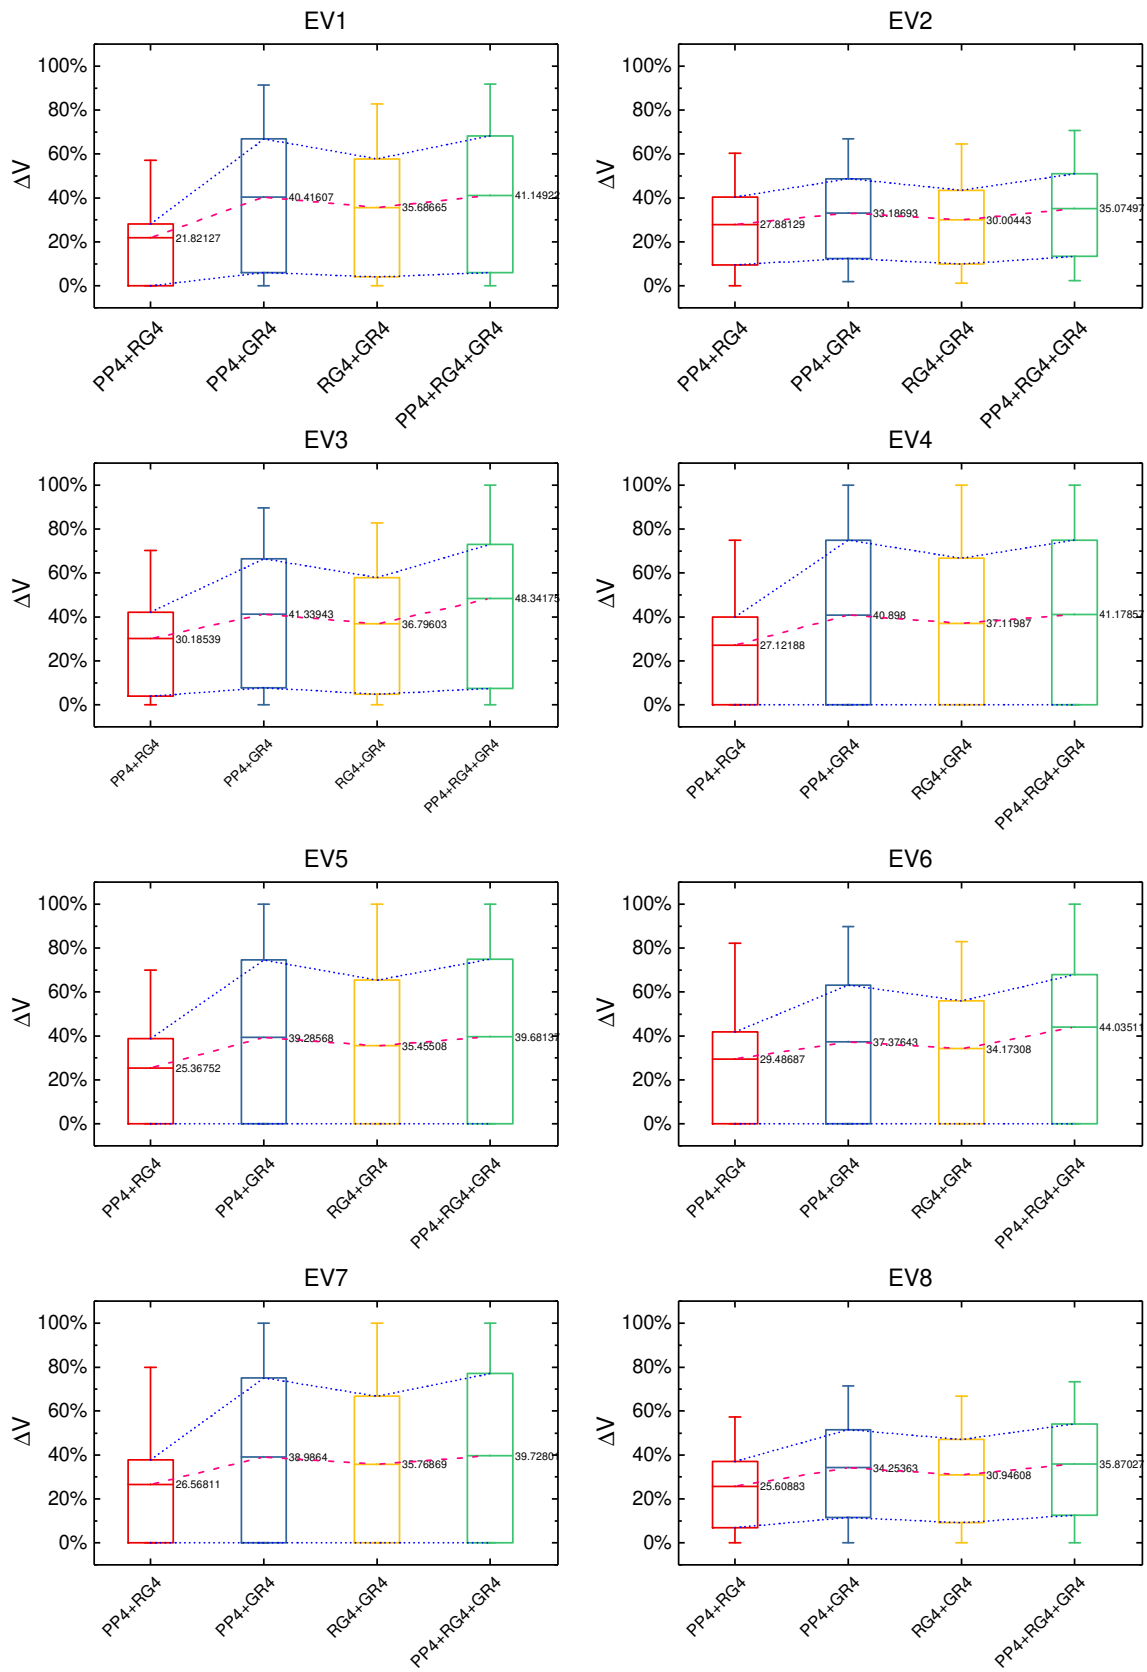 EV1
100%
80%
60%
40%
20%
0%
ΔV
21.82127
40.41607
35.68665
41.14922
PP4+RG4
PP4+GR4
RG4+GR4
PP4+RG4+GR4
EV2
100%
80%
60%
40%
20%
0%
ΔV
27.88129
33.18693
30.00443
35.07497
PP4+RG4
PP4+GR4
RG4+GR4
PP4+RG4+GR4
EV3
100%
80%
60%
40%
20%
0%
ΔV
30.18539
41.33943
36.79603
48.34175
PP4+RG4
PP4+GR4
RG4+GR4
PP4+RG4+GR4
EV4
100%
80%
60%
40%
20%
0%
ΔV
27.12188
40.898
37.11987
41.17857
PP4+RG4
PP4+GR4
RG4+GR4
PP4+RG4+GR4
EV5
100%
80%
60%
40%
20%
0%
ΔV
25.36752
39.28568
35.45508
39.68137
PP4+RG4
PP4+GR4
RG4+GR4
PP4+RG4+GR4
EV6
100%
80%
60%
40%
20%
0%
ΔV
29.48687
37.37643
34.17308
44.03511
PP4+RG4
PP4+GR4
RG4+GR4
PP4+RG4+GR4
EV7
100%
80%
60%
40%
20%
0%
ΔV
26.56811
38.9864
35.76869
39.72801
PP4+RG4
PP4+GR4
RG4+GR4
PP4+RG4+GR4
EV8
100%
80%
60%
40%
20%
0%
ΔV
25.60883
34.25363
30.94608
35.87027
PP4+RG4
PP4+GR4
RG4+GR4
PP4+RG4+GR4